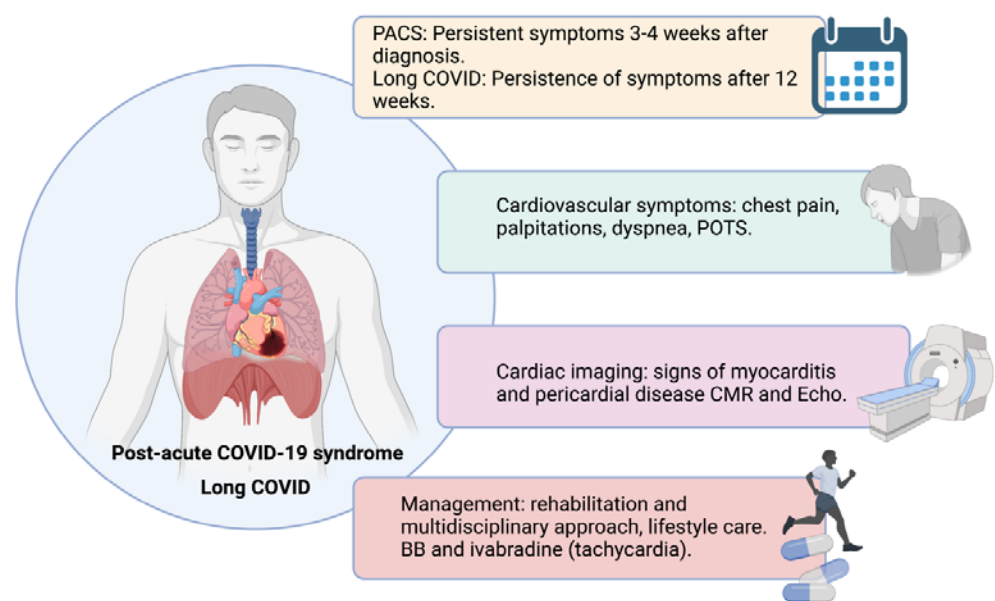 PACS: Persistent symptoms 3-4 weeks after
diagnosis.
Long COVID: Persistence of symptoms after 12
weeks.
Cardiovascular symptoms: chest pain,
palpitations, dyspnea, POTS.
Cardiac imaging: signs of myocarditis
and pericardial disease CMR and Echo.
Post-acute COVID-19 syndrome
Long COVID
Management: rehabilitation and
multidisciplinary approach, lifestyle care.
BB and ivabradine (tachycardia).